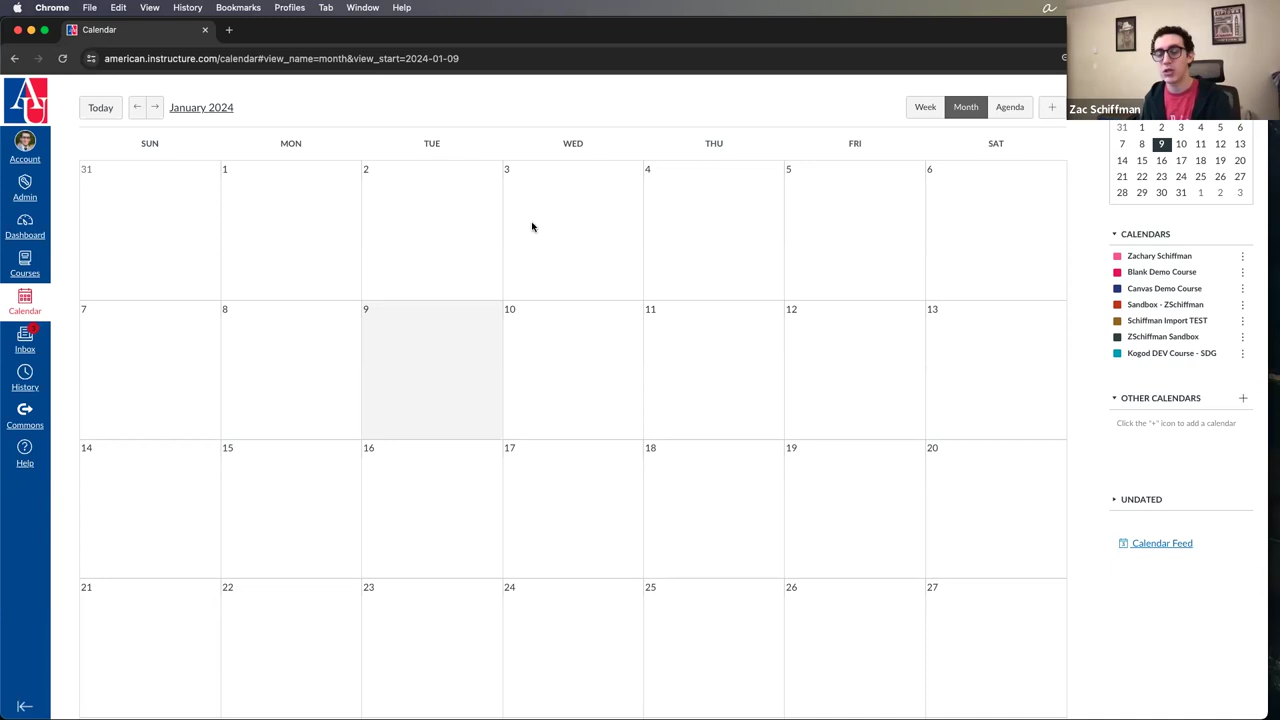 Chrome File Edit View History Bookmarks Profiles Tab Window Help
Calendar
american.instructure.com/calendar#view_name=month&view_start=2024-01-09
Zac Schiffman
AU
Account
Admin
Dashboard
Courses
Calendar
Inbox
History
Commons
Help
Today
January 2024
Week Month Agenda
SUN MON TUE WED THU FRI SAT
31 1 2 3 4 5 6
7 8 9 10 11 12 13
14 15 16 17 18 19 20
21 22 23 24 25 26 27
31 1 2 3 4 5 6
7 8 9 10 11 12 13
14 15 16 17 18 19 20
21 22 23 24 25 26 27
28 29 30 31 1 2 3
CALENDARS
Zachary Schiffman
Blank Demo Course
Canvas Demo Course
Sandbox - ZSchiffman
Schiffman Import TEST
ZSchiffman Sandbox
Kogod DEV Course - SDG
OTHER CALENDARS
Click the "+" icon to add a calendar
UNDATED
Calendar Feed